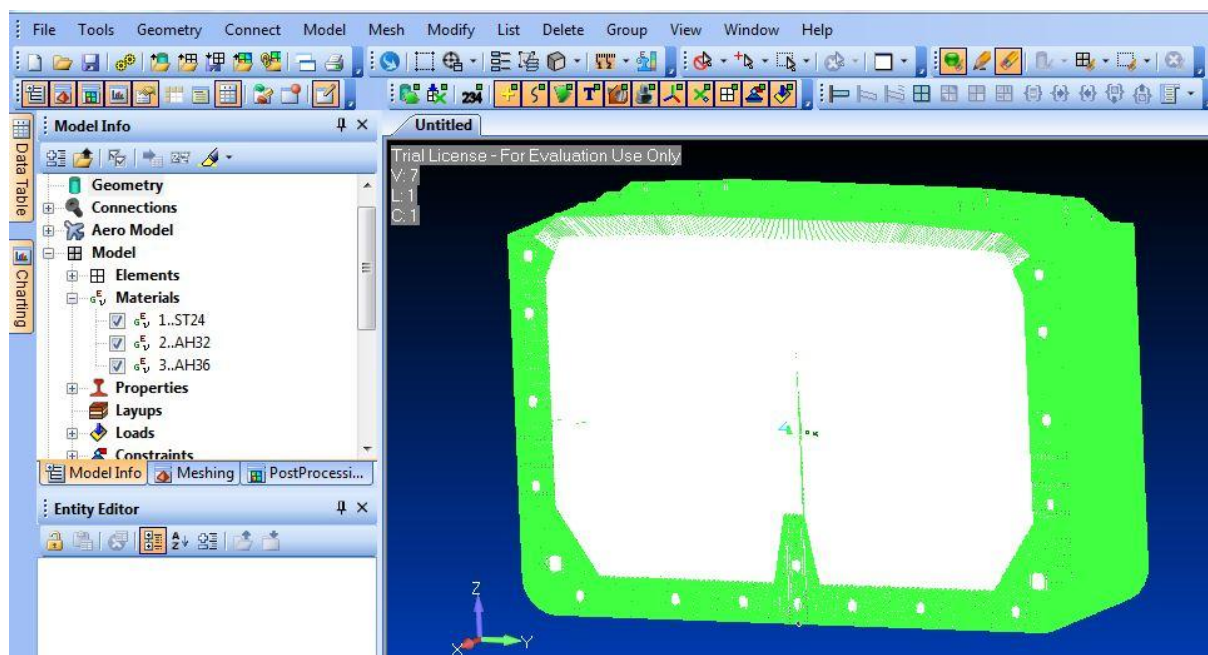 File Tools Geometry Connect Model Mesh Modify List Delete Group View Window Help
234
T
Data Table
Charting
Model Info
Geometry
Connections
Aero Model
Model
Elements
Materials
1..ST24
2..AH32
3..AH36
Properties
Layups
Loads
Constraints
Model Info Meshing PostProcessi...
Entity Editor
Untitled
Trial License - For Evaluation Use Only
V: 7
L: 1
C: 1
4
Z
X Y